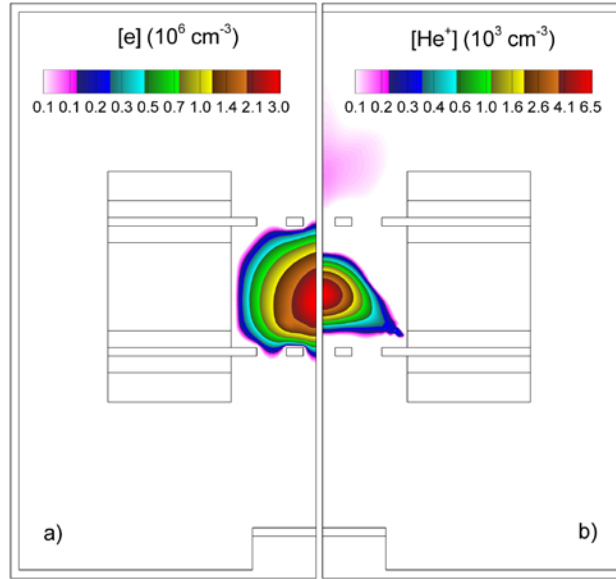 [e] (10⁶ cm⁻³)
0.1 0.1 0.2 0.3 0.5 0.7 1.0 1.4 2.1 3.0
[He⁺] (10³ cm⁻³)
0.1 0.2 0.3 0.4 0.6 1.0 1.6 2.6 4.1 6.5
a)
b)